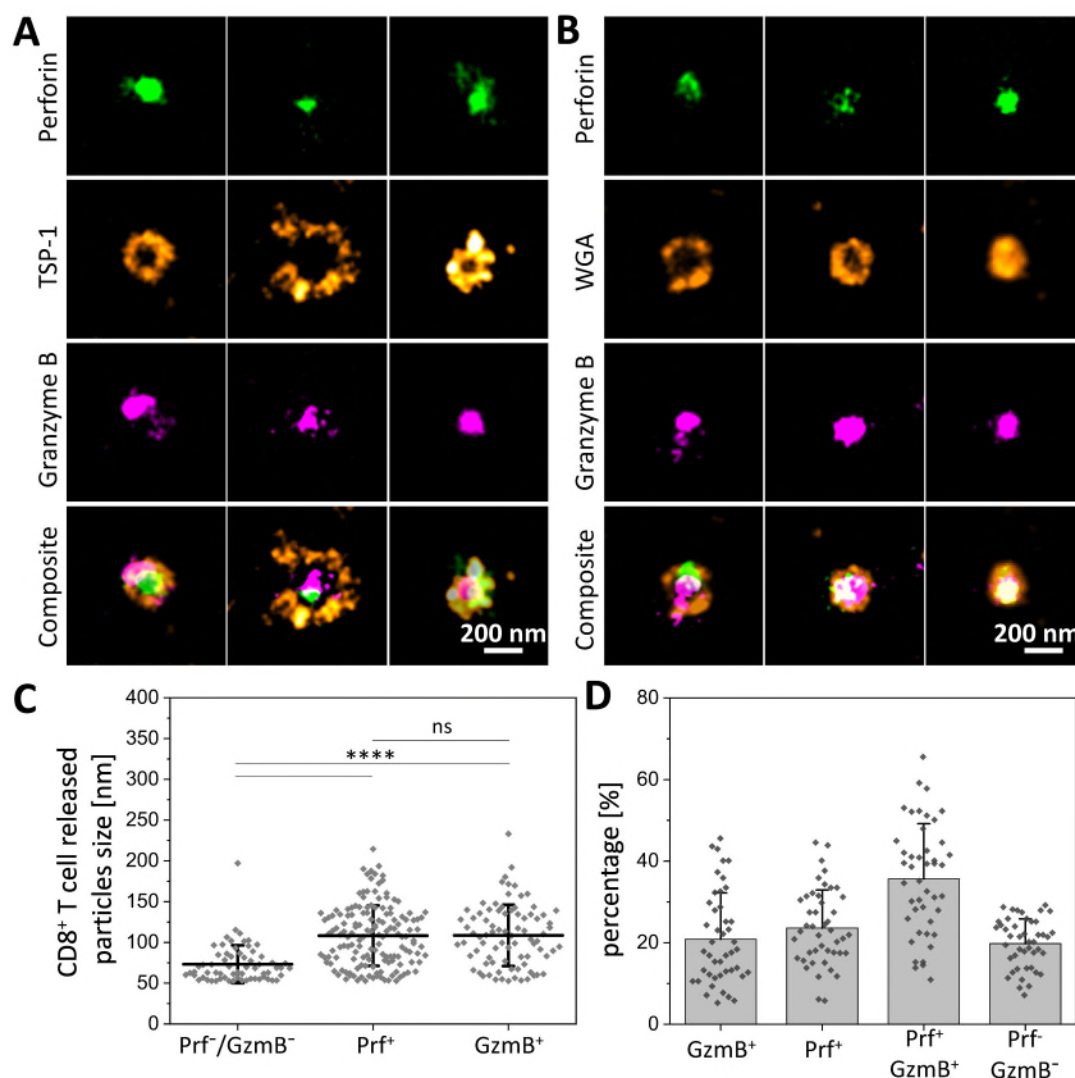 A
B
Perforin
Perforin
TSP-1
WGA
Granzyme B
Granzyme B
Composite
Composite
200 nm
200 nm
C
D
CD8⁺ T cell released
particles size [nm]
400
350
300
250
200
150
100
50
0
ns
****
Prf⁻/GzmB⁻
Prf⁺
GzmB⁺
percentage [%]
80
60
40
20
0
GzmB⁺
Prf⁺
Prf⁺
GzmB⁺
Prf⁻
GzmB⁻